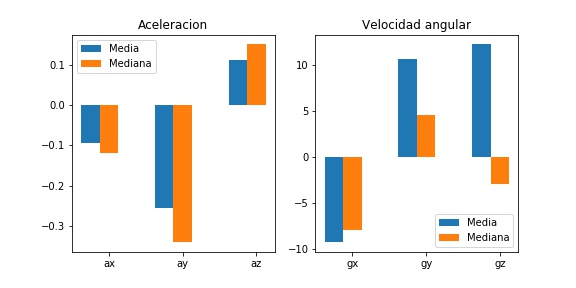 Aceleracion
Media
Mediana
0.1
0.0
−0.1
−0.2
−0.3
ax ay az
Velocidad angular
10
5
0
−5
−10
Media
Mediana
gx gy gz